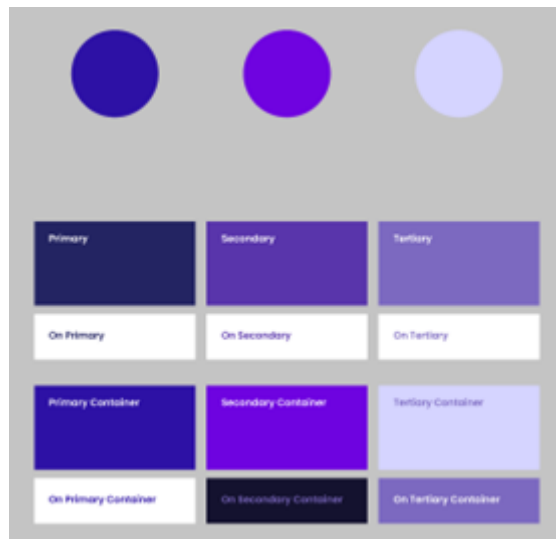 Primary
Secondary
Tertiary
On Primary
On Secondary
On Tertiary
Primary Container
Secondary Container
Tertiary Container
On Primary Container
On Secondary Container
On Tertiary Container